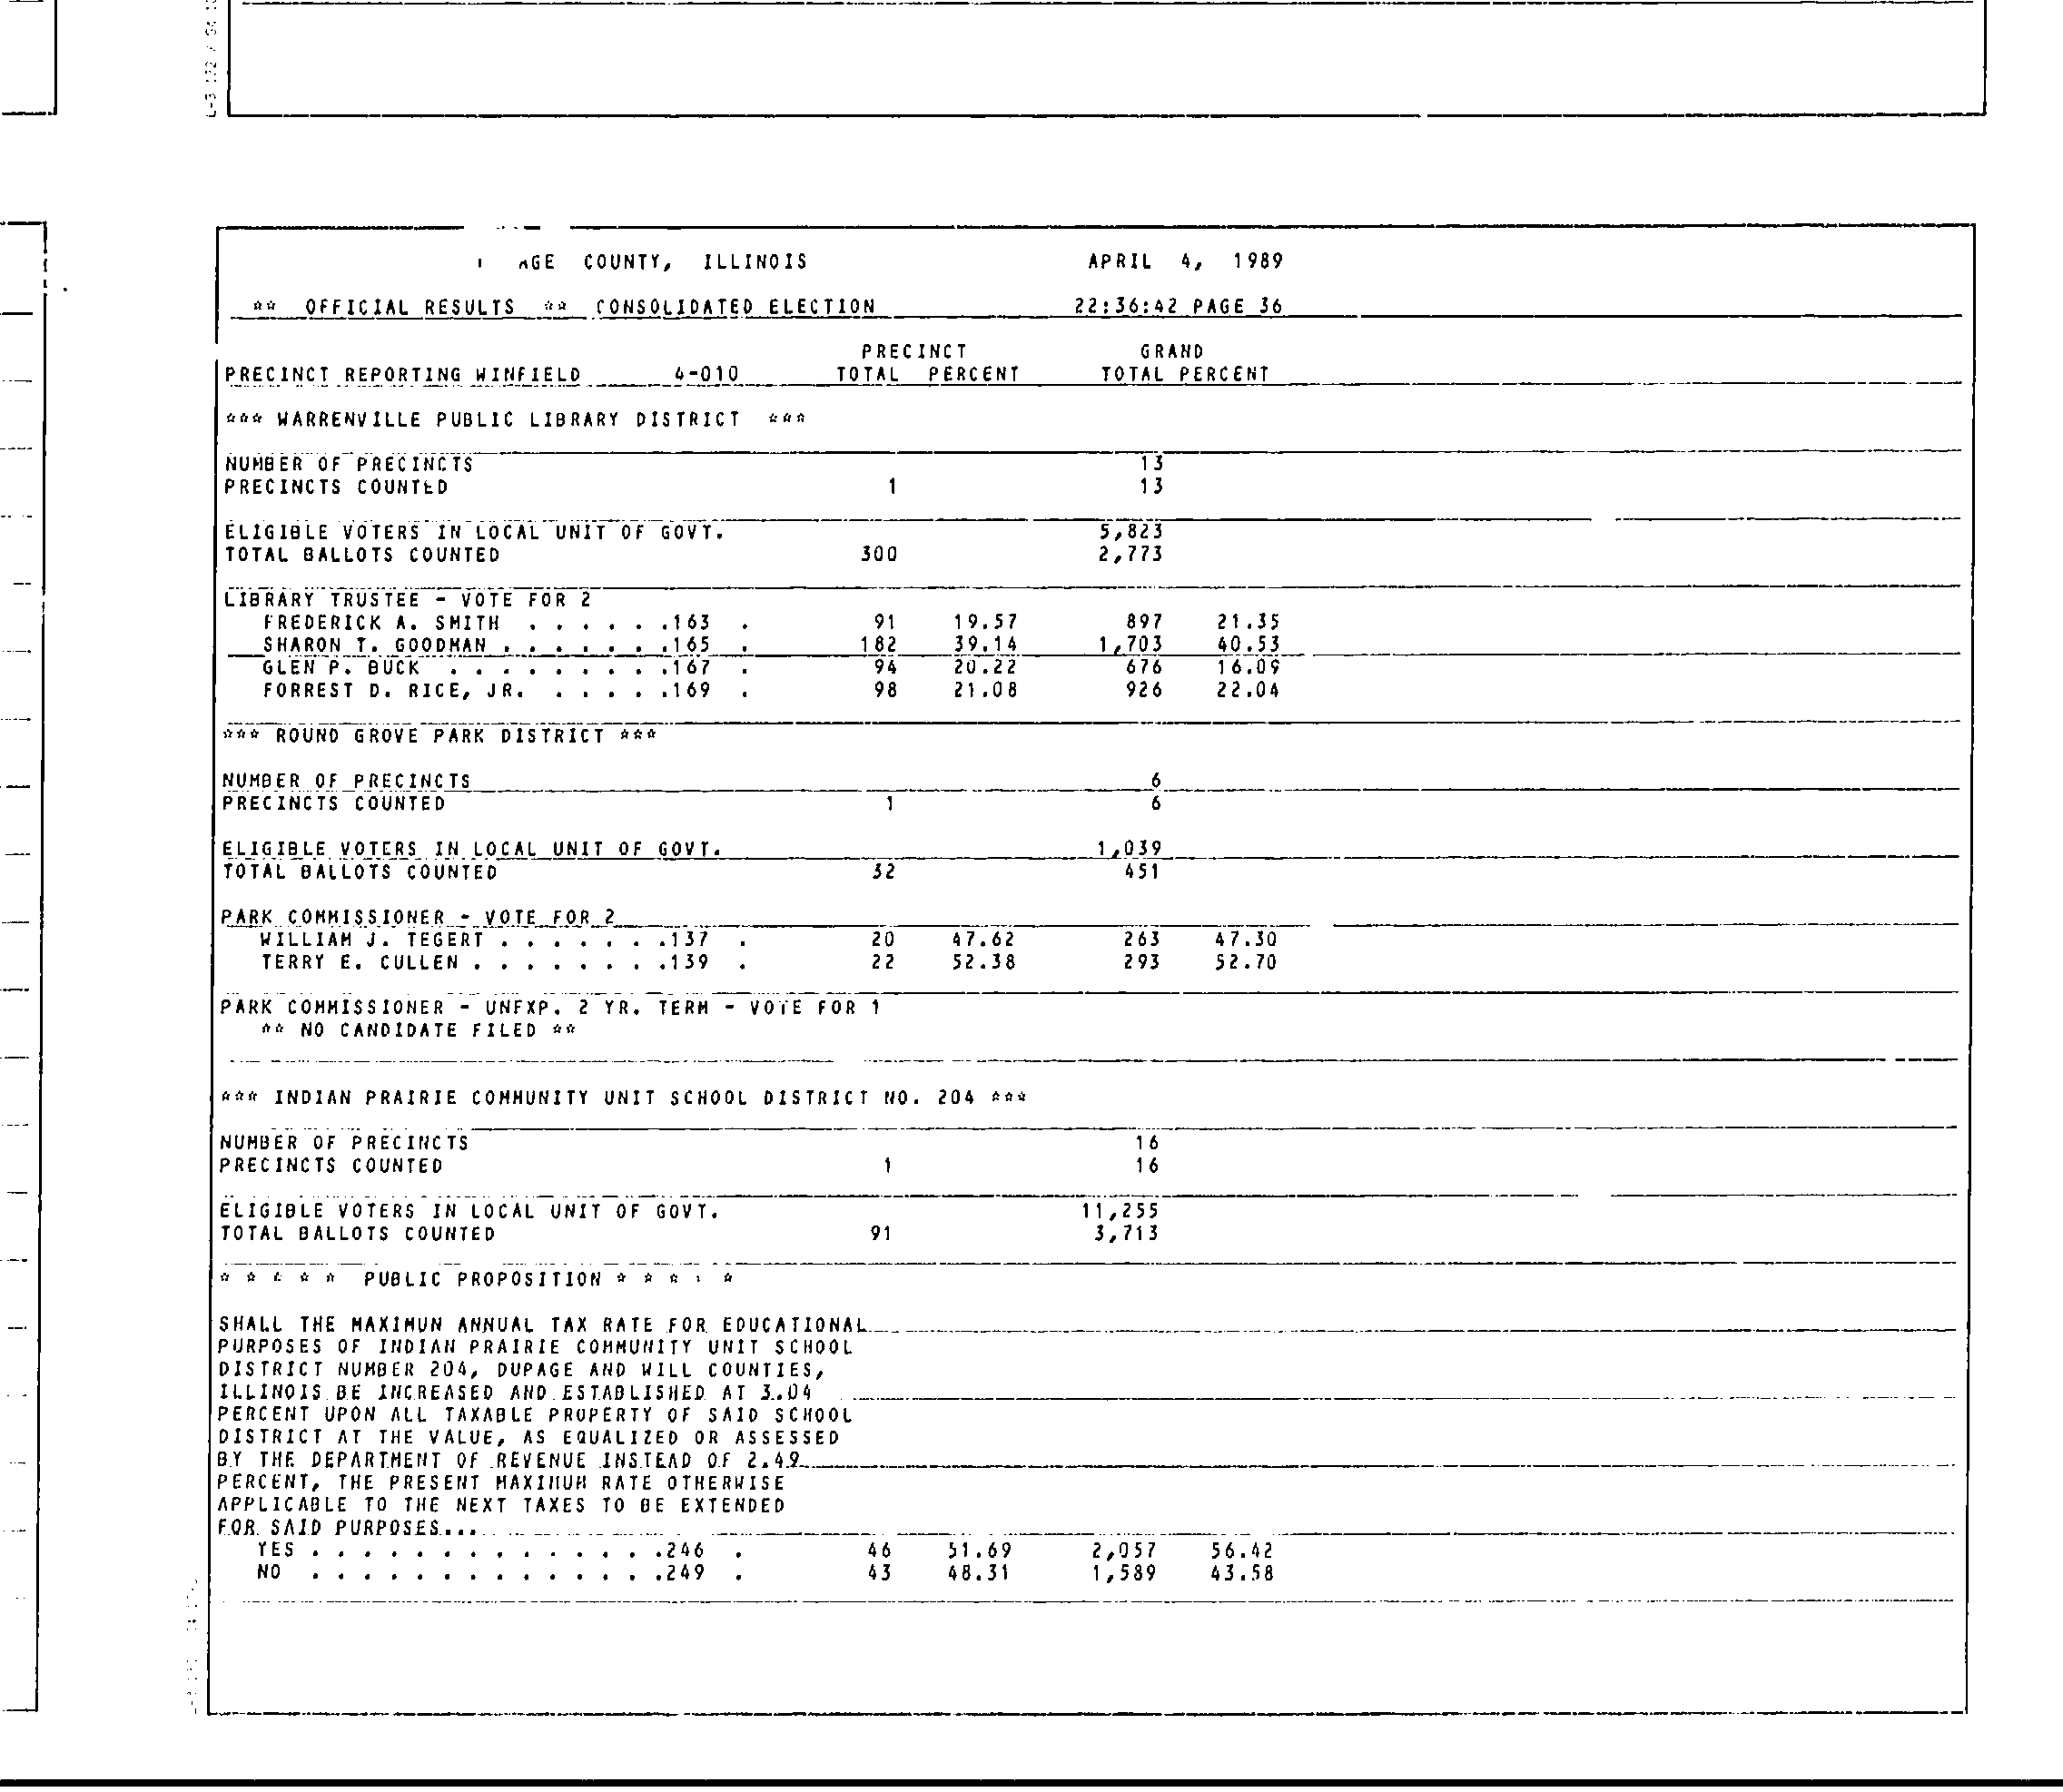 AGE COUNTY, ILLINOIS APRIL 4, 1989
** OFFICIAL RESULTS ** CONSOLIDATED ELECTION 22:36:42 PAGE 36
PRECINCT GRAND
PRECINCT REPORTING WINFIELD 4-010 TOTAL PERCENT TOTAL PERCENT
*** WARRENVILLE PUBLIC LIBRARY DISTRICT ***
NUMBER OF PRECINCTS 13
PRECINCTS COUNTED 1 13
ELIGIBLE VOTERS IN LOCAL UNIT OF GOVT. 5,823
TOTAL BALLOTS COUNTED 300 2,773
LIBRARY TRUSTEE - VOTE FOR 2
FREDERICK A. SMITH . . . . . .163 . 91 19.57 897 21.35
SHARON T. GOODMAN . . . . . . .165 . 182 39.14 1,703 40.53
GLEN P. BUCK . . . . . . . . .167 . 94 20.22 676 16.09
FORREST D. RICE, JR. . . . . .169 . 98 21.08 926 22.04
*** ROUND GROVE PARK DISTRICT ***
NUMBER OF PRECINCTS 6
PRECINCTS COUNTED 1 6
ELIGIBLE VOTERS IN LOCAL UNIT OF GOVT. 1,039
TOTAL BALLOTS COUNTED 32 451
PARK COMMISSIONER - VOTE FOR 2
WILLIAM J. TEGERT . . . . . . .137 . 20 47.62 263 47.30
TERRY E. CULLEN . . . . . . . .139 . 22 52.38 293 52.70
PARK COMMISSIONER - UNEXP. 2 YR. TERM - VOTE FOR 1
** NO CANDIDATE FILED **
*** INDIAN PRAIRIE COMMUNITY UNIT SCHOOL DISTRICT NO. 204 ***
NUMBER OF PRECINCTS 16
PRECINCTS COUNTED 1 16
ELIGIBLE VOTERS IN LOCAL UNIT OF GOVT. 11,255
TOTAL BALLOTS COUNTED 91 3,713
* * * * * PUBLIC PROPOSITION * * * * *
SHALL THE MAXIMUN ANNUAL TAX RATE FOR EDUCATIONAL
PURPOSES OF INDIAN PRAIRIE COMMUNITY UNIT SCHOOL
DISTRICT NUMBER 204, DUPAGE AND WILL COUNTIES,
ILLINOIS BE INCREASED AND ESTABLISHED AT 3.04
PERCENT UPON ALL TAXABLE PROPERTY OF SAID SCHOOL
DISTRICT AT THE VALUE, AS EQUALIZED OR ASSESSED
BY THE DEPARTMENT OF REVENUE INSTEAD OF 2.49
PERCENT, THE PRESENT MAXIMUM RATE OTHERWISE
APPLICABLE TO THE NEXT TAXES TO BE EXTENDED
FOR SAID PURPOSES...
YES . . . . . . . . . . . . . .246 . 46 51.69 2,057 56.42
NO . . . . . . . . . . . . . .249 . 43 48.31 1,589 43.58